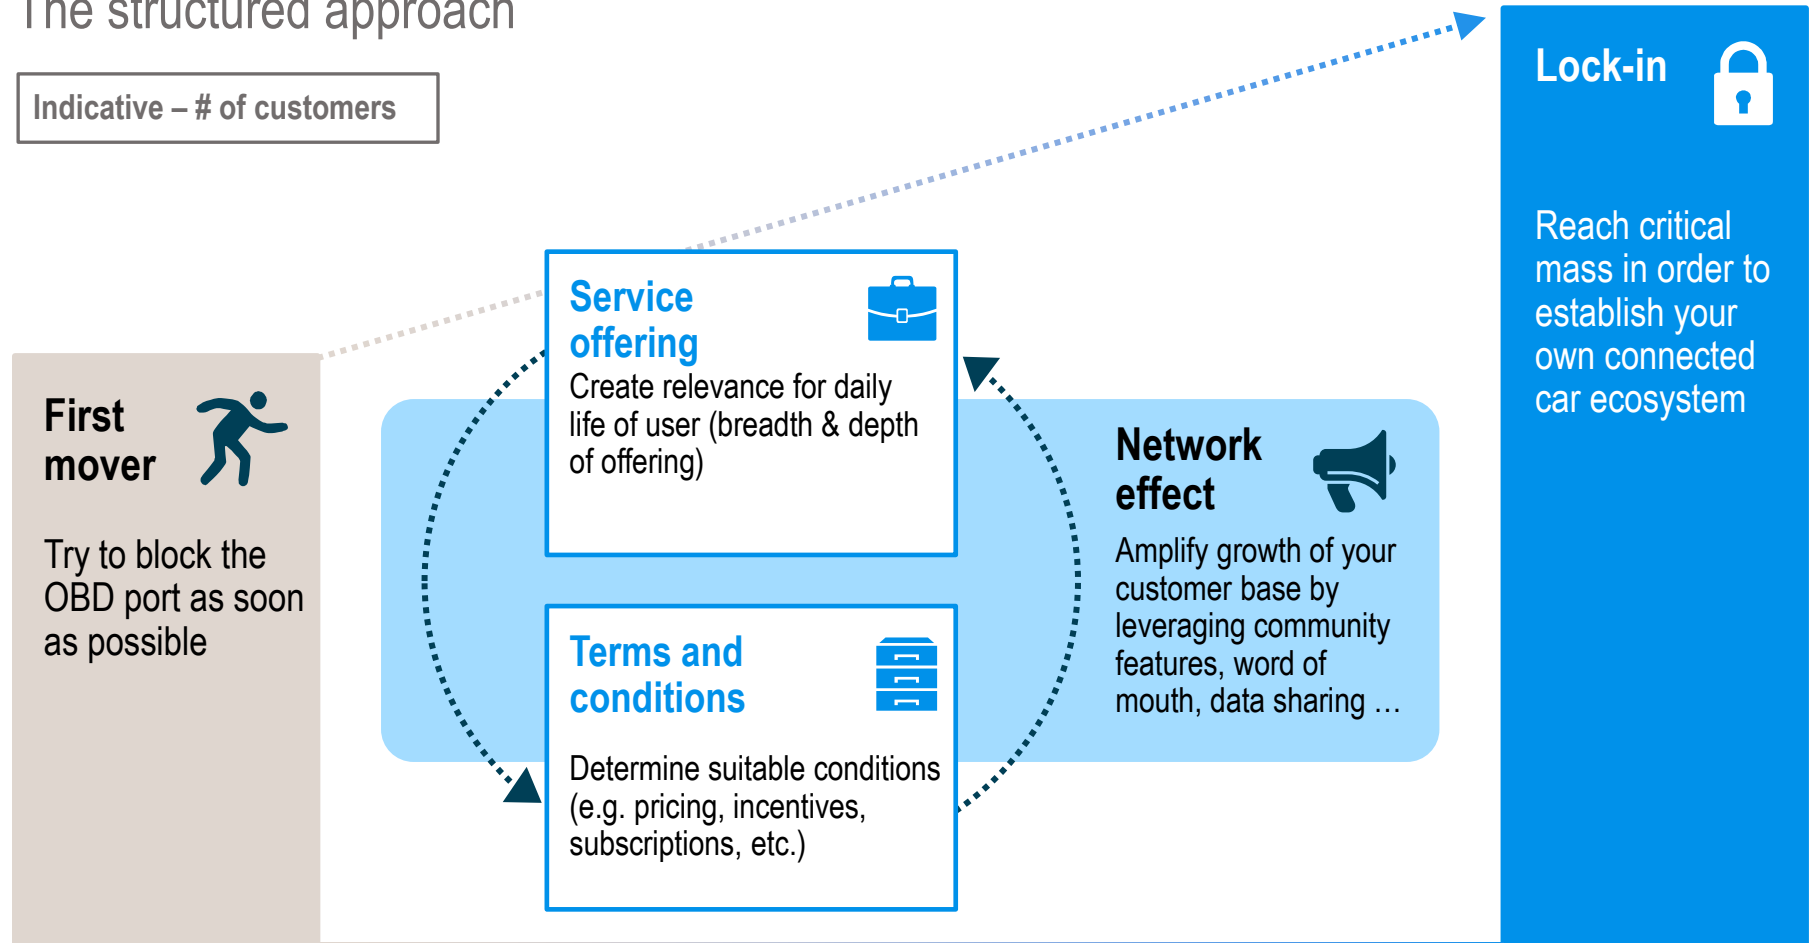 The structured approach
Indicative – # of customers
First
mover
Try to block the
OBD port as soon
as possible
Service
offering
Create relevance for daily
life of user (breadth & depth
of offering)
Terms and
conditions
Determine suitable conditions
(e.g. pricing, incentives,
subscriptions, etc.)
Network
effect
Amplify growth of your
customer base by
leveraging community
features, word of
mouth, data sharing …
Lock-in
Reach critical
mass in order to
establish your
own connected
car ecosystem